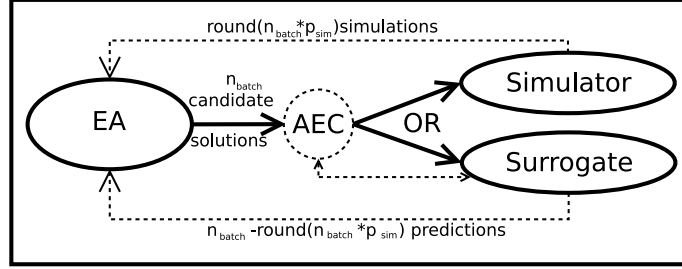 round(n_batch*p_sim)simulations
n_batch
candidate
solutions
EA
AEC
OR
Simulator
Surrogate
n_batch -round(n_batch *p_sim) predictions